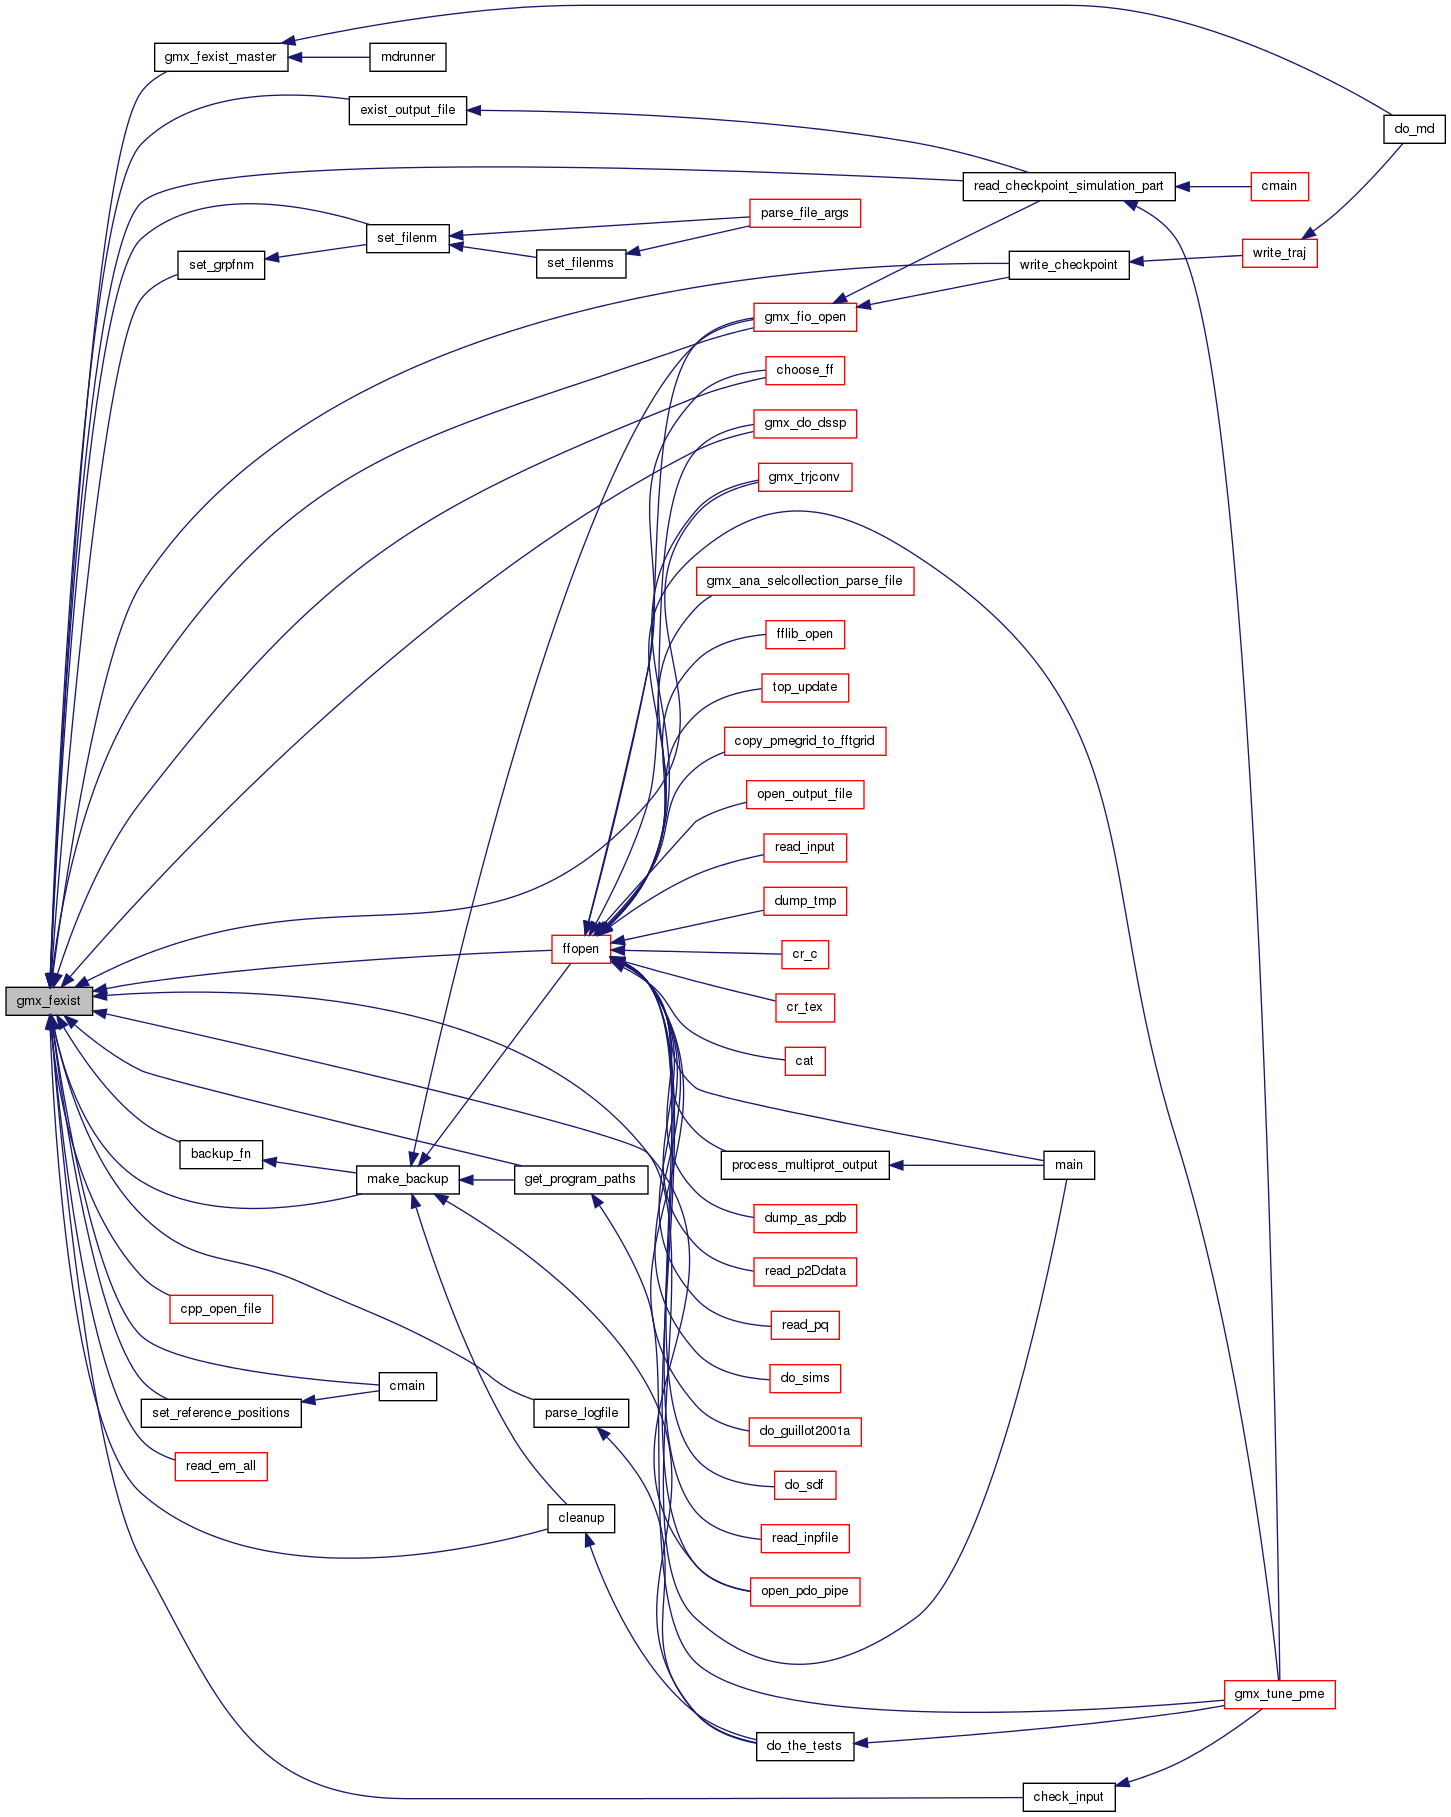 gmx_fexist_master
mdrunner
exist_output_file
do_md
read_checkpoint_simulation_part
cmain
parse_file_args
set_filenm
write_traj
set_grpfnm
set_filenms
write_checkpoint
gmx_fio_open
choose_ff
gmx_do_dssp
gmx_trjconv
gmx_ana_selcollection_parse_file
fflib_open
top_update
copy_pmegrid_to_fftgrid
open_output_file
read_input
dump_tmp
ffopen
cr_c
gmx_fexist
cr_tex
cat
backup_fn
process_multiprot_output
main
make_backup
get_program_paths
dump_as_pdb
read_p2Ddata
cpp_open_file
read_pq
do_sims
cmain
set_reference_positions
parse_logfile
do_guillot2001a
read_em_all
do_sdf
cleanup
read_inpfile
open_pdo_pipe
gmx_tune_pme
do_the_tests
check_input